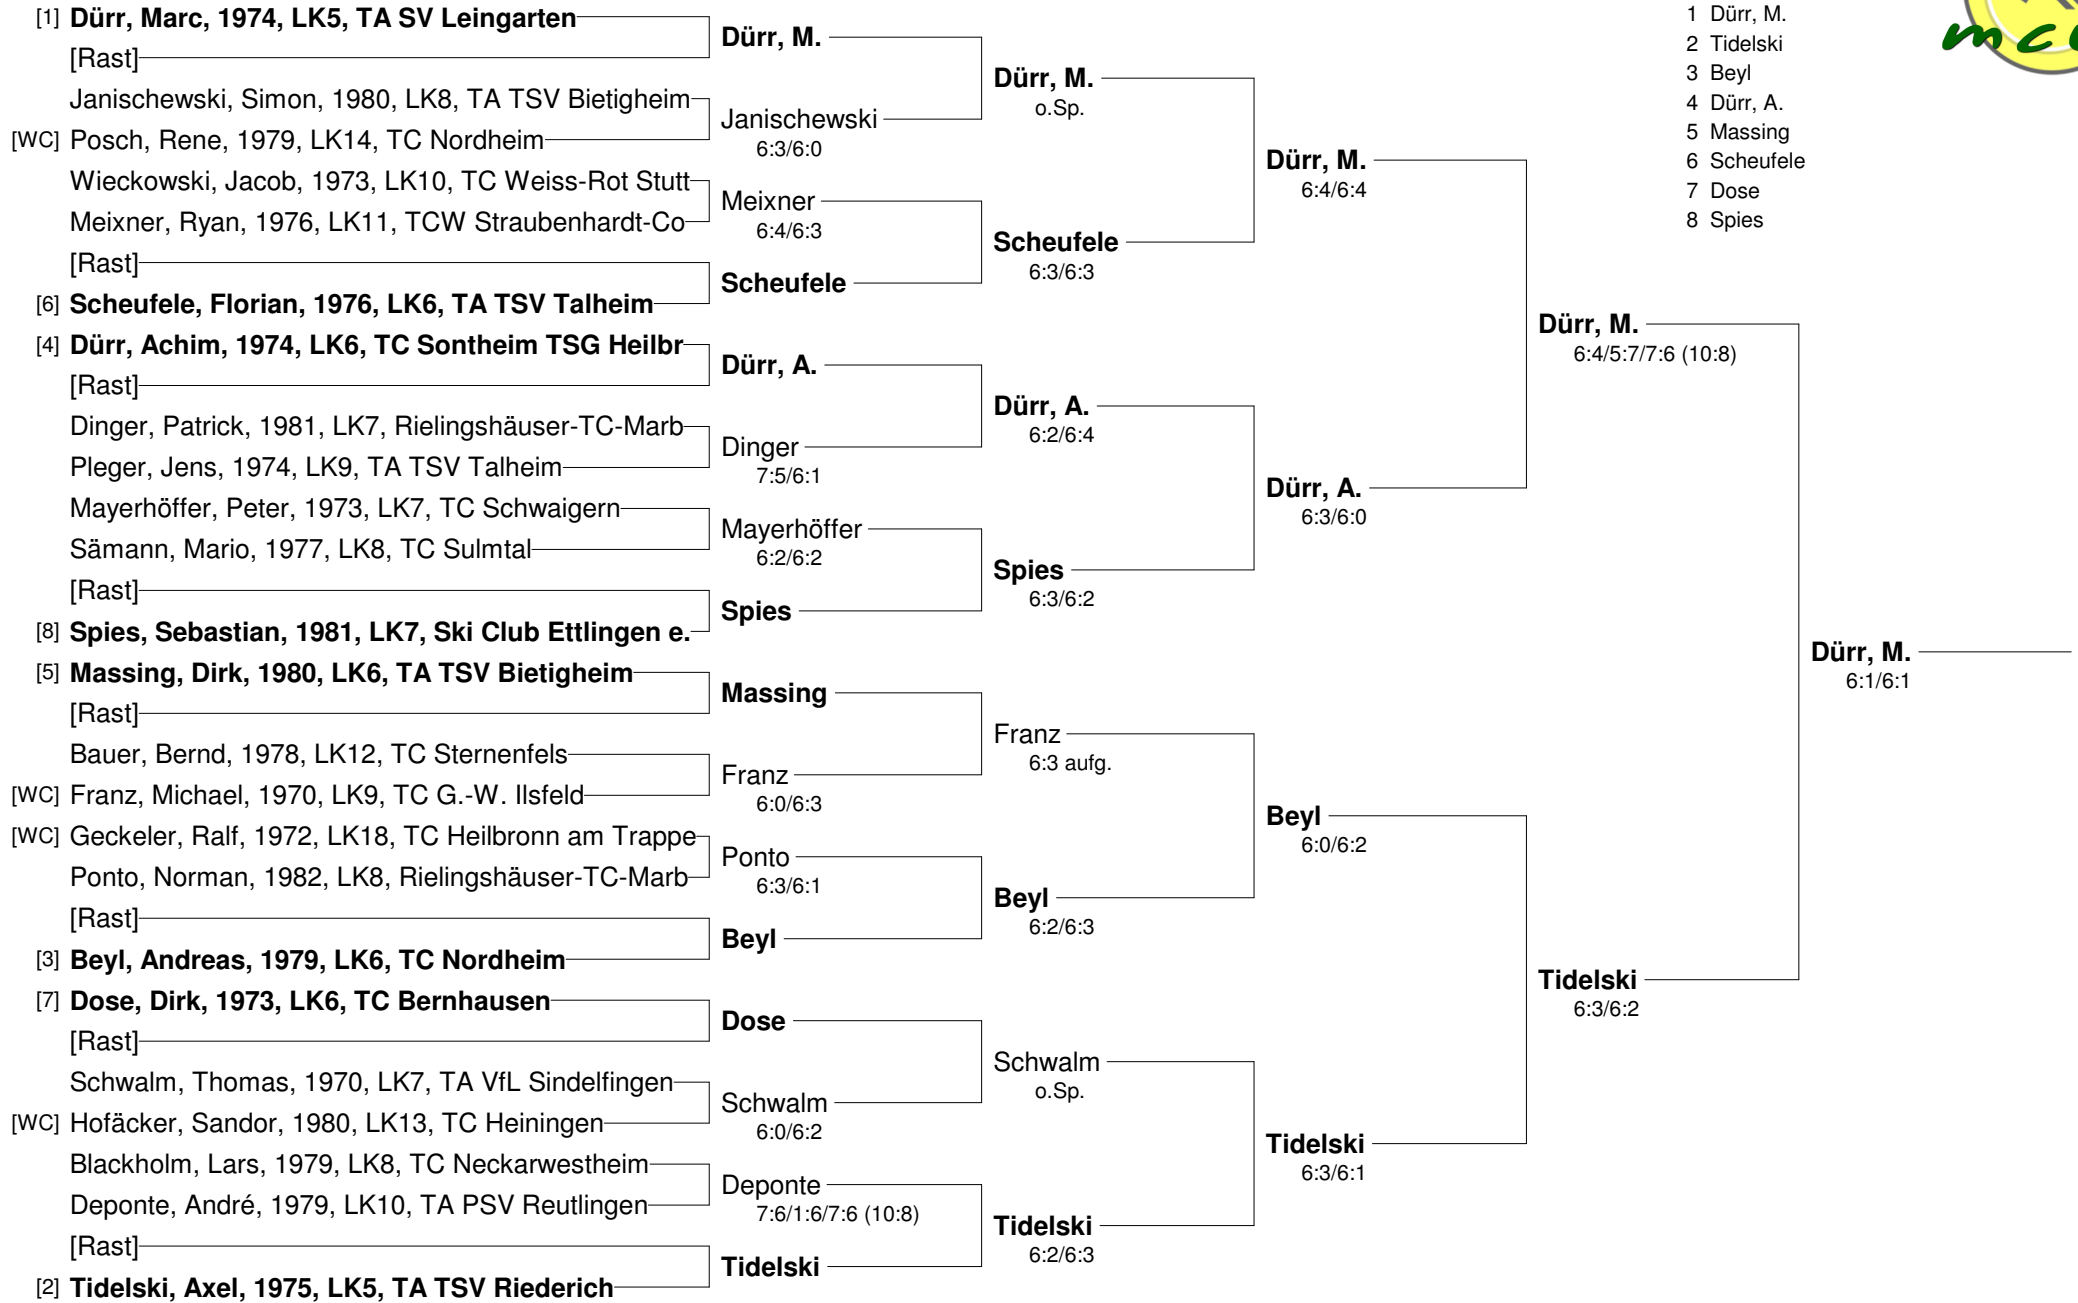 [1] Dürr, Marc, 1974, LK5, TA SV Leingarten
[Rast]
Janischewski, Simon, 1980, LK8, TA TSV Bietigheim
[WC] Posch, Rene, 1979, LK14, TC Nordheim
Wieckowski, Jacob, 1973, LK10, TC Weiss-Rot Stutt
Meixner, Ryan, 1976, LK11, TCW Straubenhardt-Co
[Rast]
[6] Scheufele, Florian, 1976, LK6, TA TSV Talheim
[4] Dürr, Achim, 1974, LK6, TC Sontheim TSG Heilbr
[Rast]
Dinger, Patrick, 1981, LK7, Rielingshäuser-TC-Marb
Pleger, Jens, 1974, LK9, TA TSV Talheim
Mayerhöffer, Peter, 1973, LK7, TC Schwaigern
Sämann, Mario, 1977, LK8, TC Sulmtal
[Rast]
[8] Spies, Sebastian, 1981, LK7, Ski Club Ettlingen e.
[5] Massing, Dirk, 1980, LK6, TA TSV Bietigheim
[Rast]
Bauer, Bernd, 1978, LK12, TC Sternenfels
[WC] Franz, Michael, 1970, LK9, TC G.-W. Ilsfeld
[WC] Geckeler, Ralf, 1972, LK18, TC Heilbronn am Trappe
Ponto, Norman, 1982, LK8, Rielingshäuser-TC-Marb
[Rast]
[3] Beyl, Andreas, 1979, LK6, TC Nordheim
[7] Dose, Dirk, 1973, LK6, TC Bernhausen
[Rast]
Schwalm, Thomas, 1970, LK7, TA VfL Sindelfingen
[WC] Hofäcker, Sandor, 1980, LK13, TC Heiningen
Blackholm, Lars, 1979, LK8, TC Neckarwestheim
Deponte, André, 1979, LK10, TA PSV Reutlingen
[Rast]
[2] Tidelski, Axel, 1975, LK5, TA TSV Riederich
Dürr, M.
Janischewski
6:3/6:0
Meixner
6:4/6:3
Scheufele
Dürr, A.
Dinger
7:5/6:1
Mayerhöffer
6:2/6:2
Spies
Massing
Franz
6:0/6:3
Ponto
6:3/6:1
Beyl
Dose
Schwalm
6:0/6:2
Deponte
7:6/1:6/7:6 (10:8)
Tidelski
Dürr, M.
o.Sp.
Scheufele
6:3/6:3
Dürr, A.
6:2/6:4
Spies
6:3/6:2
Franz
6:3 aufg.
Beyl
6:2/6:3
Schwalm
o.Sp.
Tidelski
6:2/6:3
Dürr, M.
6:4/6:4
Dürr, A.
6:3/6:0
Beyl
6:0/6:2
Tidelski
6:3/6:1
Dürr, M.
6:4/5:7/7:6 (10:8)
Tidelski
6:3/6:2
Dürr, M.
6:1/6:1
1 Dürr, M.
2 Tidelski
3 Beyl
4 Dürr, A.
5 Massing
6 Scheufele
7 Dose
8 Spies